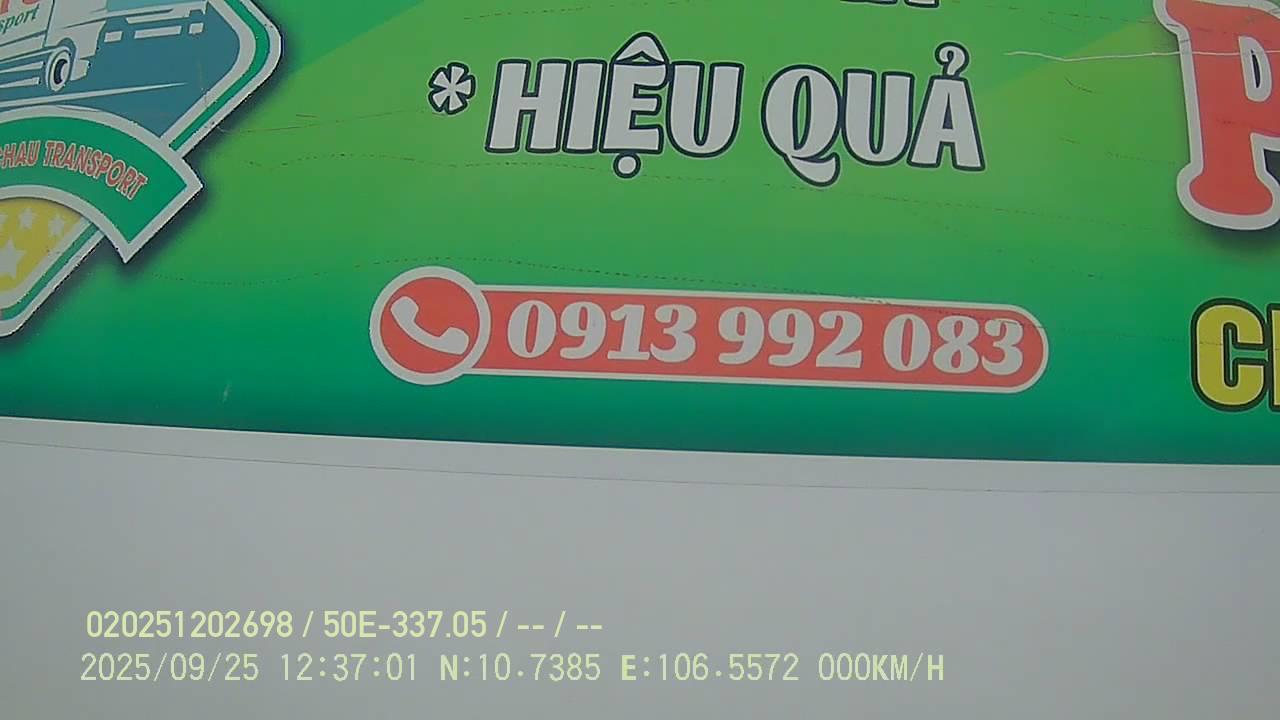 sport
CHAU TRANSPORT
* HIỆU QUẢ
0913 992 083
P
020251202698 / 50E-337.05 / -- / --
2025/09/25 12:37:01 N:10.7385 E:106.5572 000KM/H